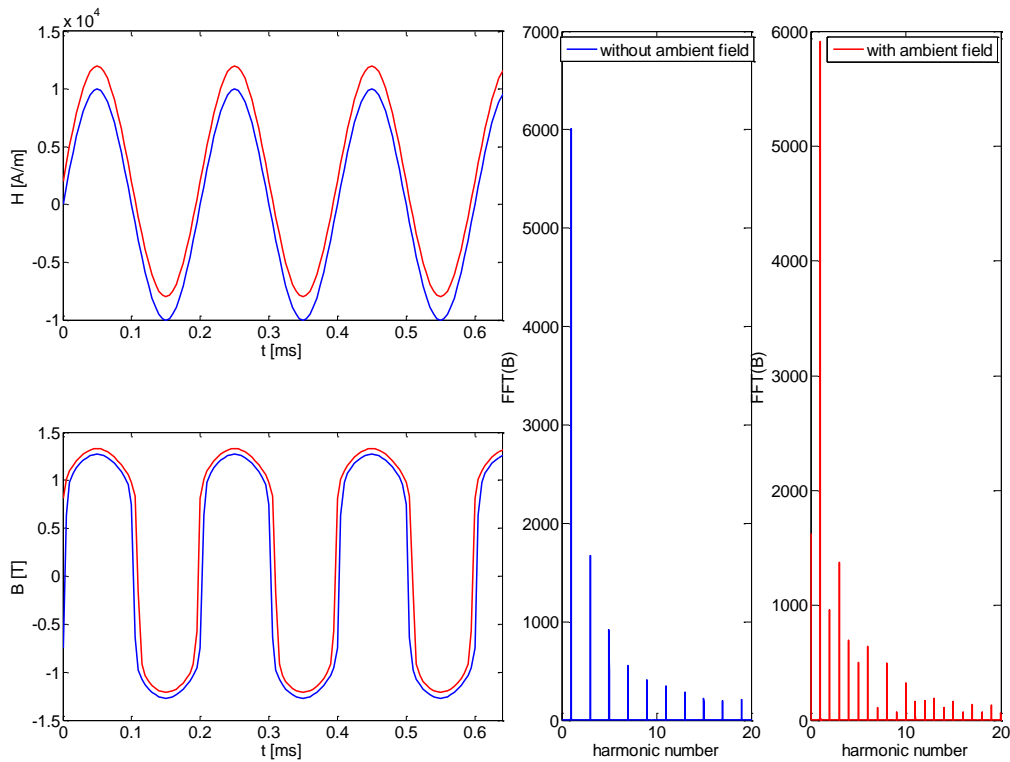 x 10⁴
1.5
1
0.5
0
-0.5
-1
H [A/m]
0 0.1 0.2 0.3 0.4 0.5 0.6
t [ms]
1.5
1
0.5
0
-0.5
-1
-1.5
B [T]
0 0.1 0.2 0.3 0.4 0.5 0.6
t [ms]
7000
6000
5000
4000
3000
2000
1000
0
FFT(B)
without ambient field
0 10 20
harmonic number
6000
5000
4000
3000
2000
1000
0
FFT(B)
with ambient field
0 10 20
harmonic number